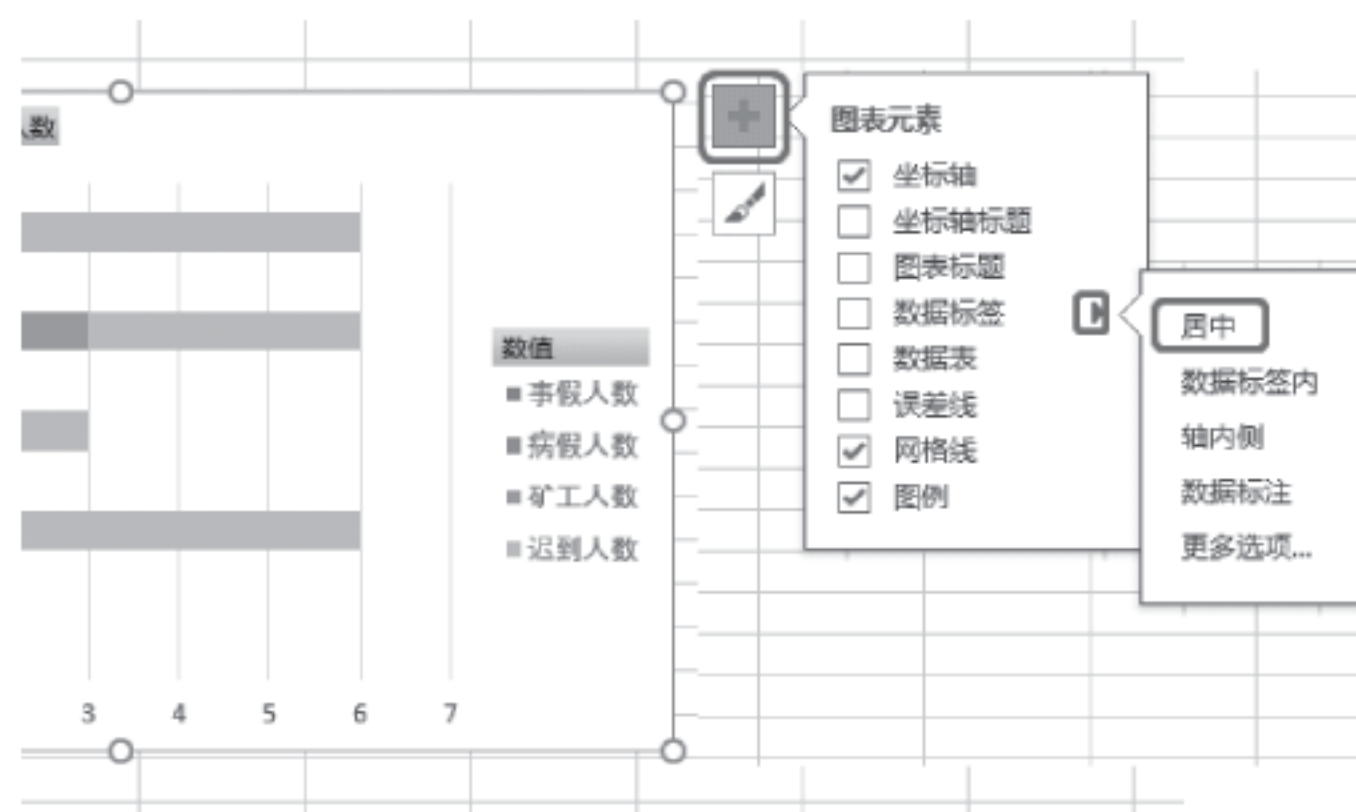 人数
数值
事假人数
病假人数
矿工人数
迟到人数
3 4 5 6 7
图表元素
坐标轴
坐标轴标题
图表标题
数据标签
数据表
误差线
网格线
图例
居中
数据标签内
轴内侧
数据标注
更多选项...